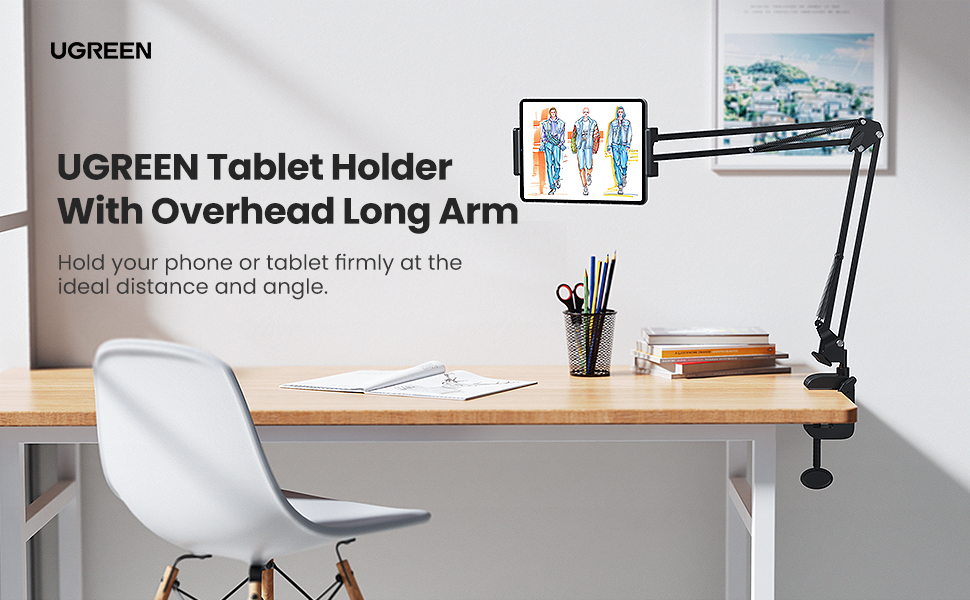 UGREEN
UGREEN Tablet Holder
With Overhead Long Arm
Hold your phone or tablet firmly at the
ideal distance and angle.